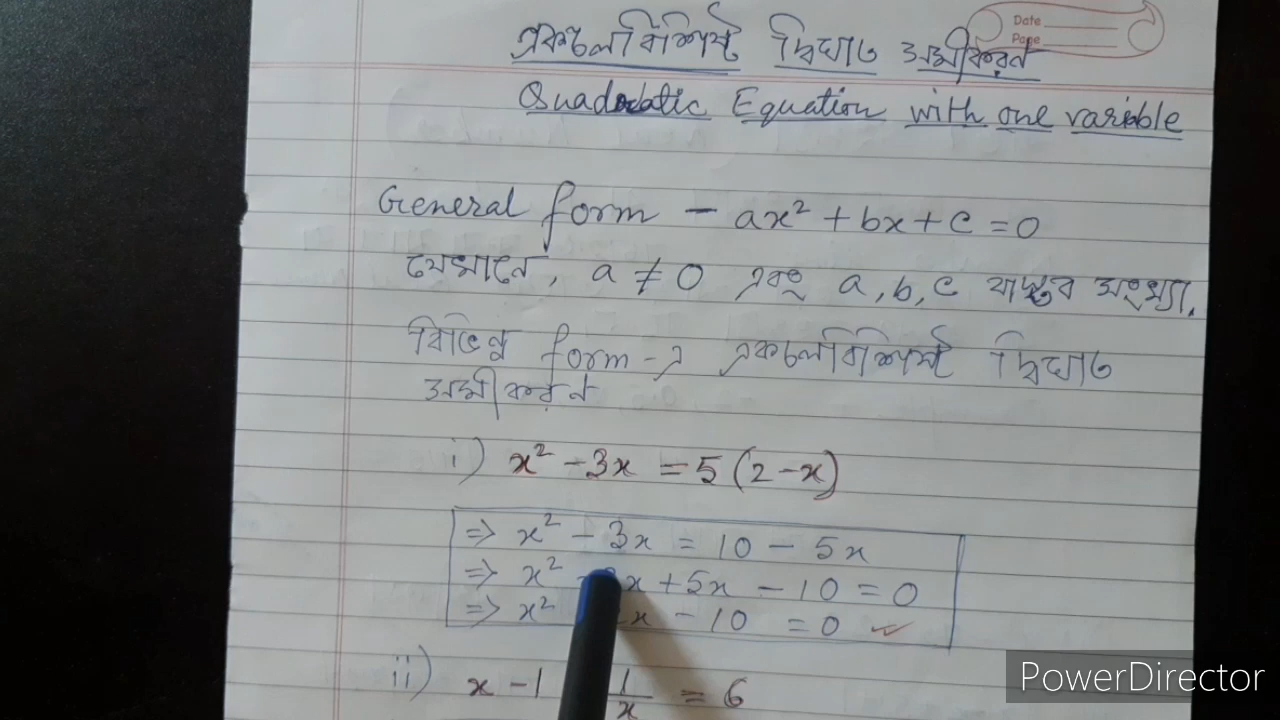 Date
Page
একচলবিশিষ্ট দ্বিঘাত সমীকরণ
Quadratic Equation with one variable
General form - ax² + bx + c = 0
যেখানে, a ≠ 0 এবং a, b, c বাস্তব সংখ্যা.
বিভিন্ন form-এ একচলবিশিষ্ট দ্বিঘাত
সমীকরণ
i) x² - 3x = 5(2-x)
⇒ x² - 3x = 10 - 5x
⇒ x² - 3x + 5x - 10 = 0
⇒ x² 2x - 10 = 0 ✓
ii) x - 1 1/x = 6
PowerDirector